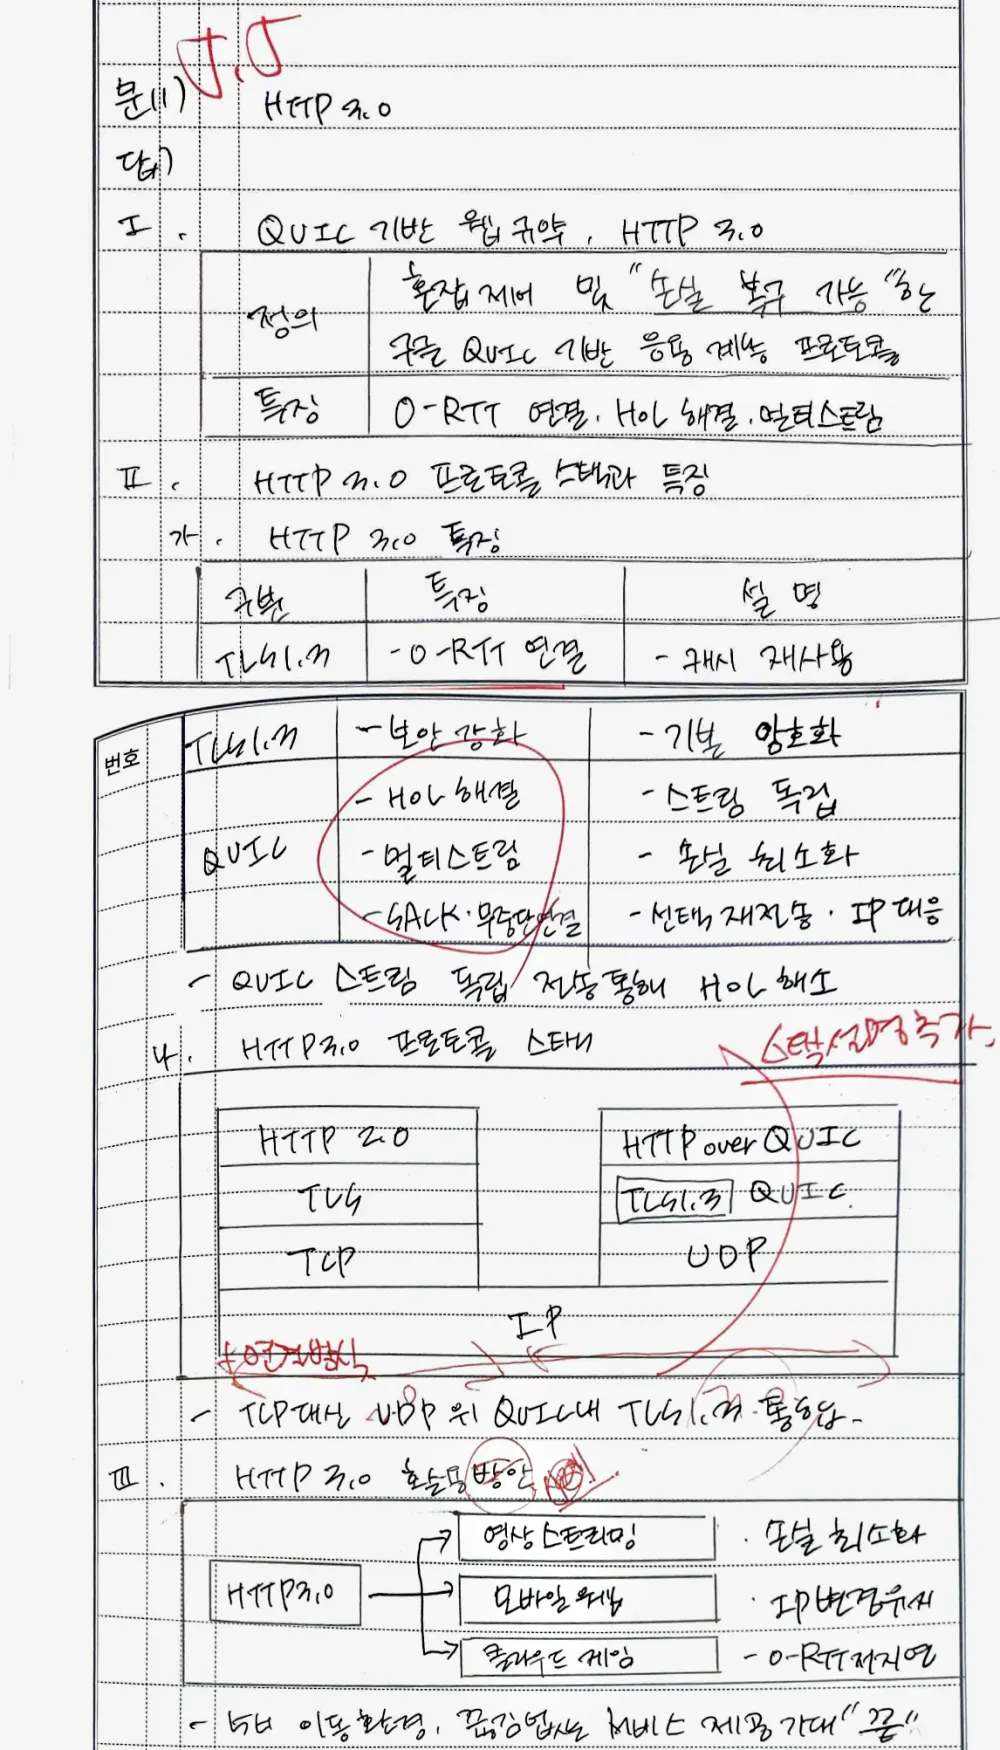 5.5
문11) HTTP 3.0
답)
I. QUIC 기반 웹 규약, HTTP 3.0
정의 혼잡제어 및 "손실 복구 가능"한
구글 QUIC 기반 응용 계층 프로토콜
특징 0-RTT 연결·HOL 해결·멀티스트림
II. HTTP 3.0 프로토콜 스택과 특징
가. HTTP 3.0 특징
구분 특징 설명
TLS1.3 -0-RTT 연결 - 캐시 재사용
번호 TLS1.3 -보안 강화 -기본 암호화
-HOL 해결 -스트림 독립
QUIC -멀티스트림 - 손실 최소화
-SACK·무중단연결 -선택재전송·IP대응
- QUIC 스트림 독립 전송통해 HOL 해소
나. HTTP3.0 프로토콜 스택
스택설명추가.
HTTP 2.0 HTTP over QUIC
TLS TLS1.3 QUIC
TCP UDP
IP
+연결방식
- TCP대신 UDP 위 QUIC내 TLS1.3 통합.
III. HTTP 3.0 활용방안
영상스트리밍 · 손실 최소화
HTTP3.0 모바일웹 · IP변경유지
클라우드 게임 -0-RTT저지연
- 이동환경, 끊김없는 서비스 제공 기대 "끝"